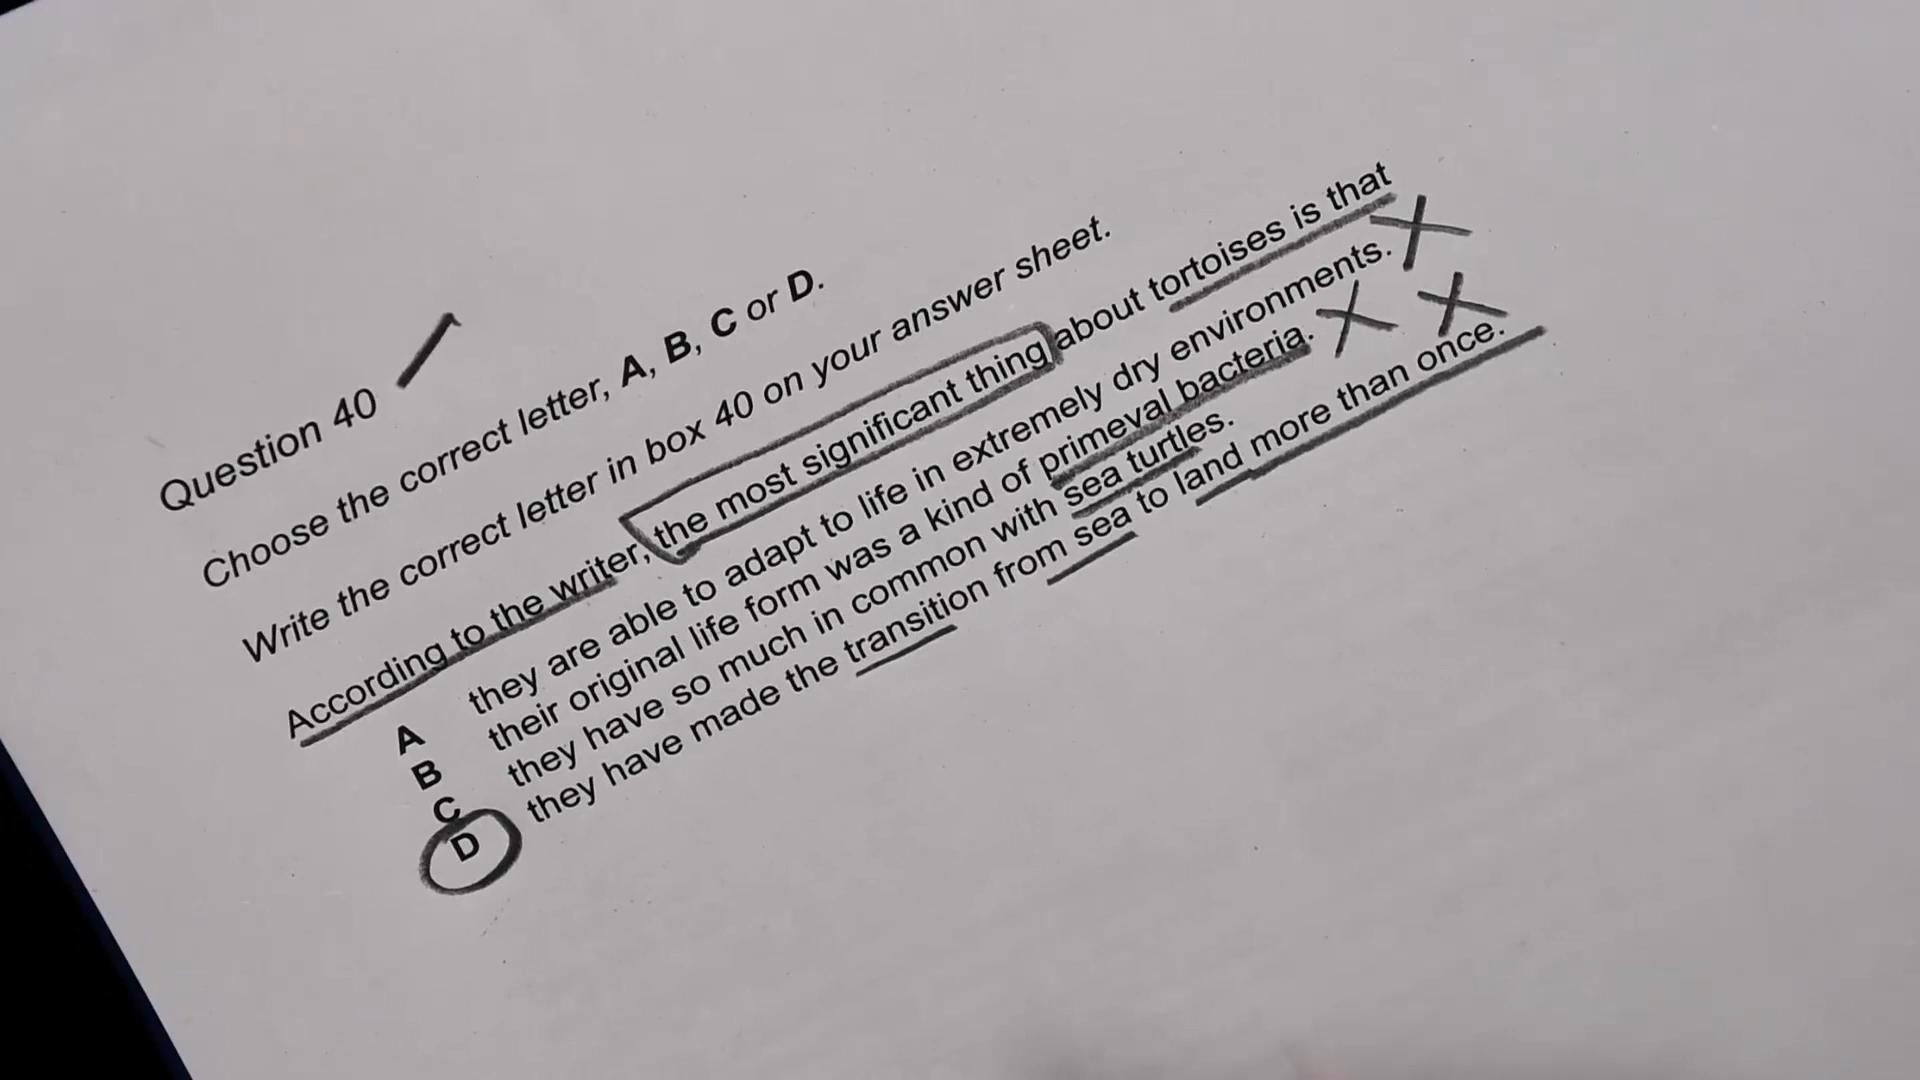 Question 40
Choose the correct letter, A, B, C or D.
Write the correct letter in box 40 on your answer sheet.
According to the writer, the most significant thing about tortoises is that
A they are able to adapt to life in extremely dry environments.
B their original life form was a kind of primeval bacteria.
C they have so much in common with sea turtles.
D they have made the transition from sea to land more than once.